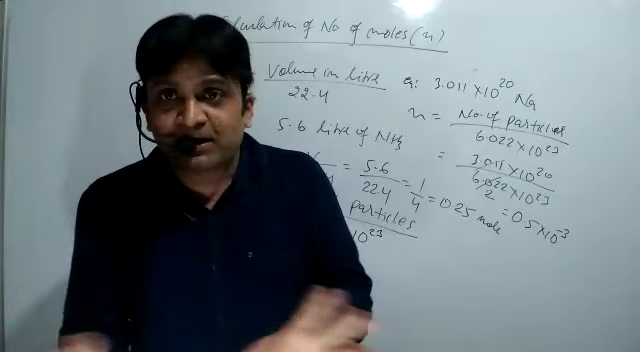 Calculation of No of moles (n)
Volume in litre
22.4
5.6 litre of NH3
= 5.6 / 22.4 = 1/4 = 0.25 mole
particles
10^23
eg: 3.011 × 10^20 Na
n = No. of particles / 6.022 × 10^23
= 3.011 × 10^20 / 6.022 × 10^23
2
= 0.5 × 10^-3